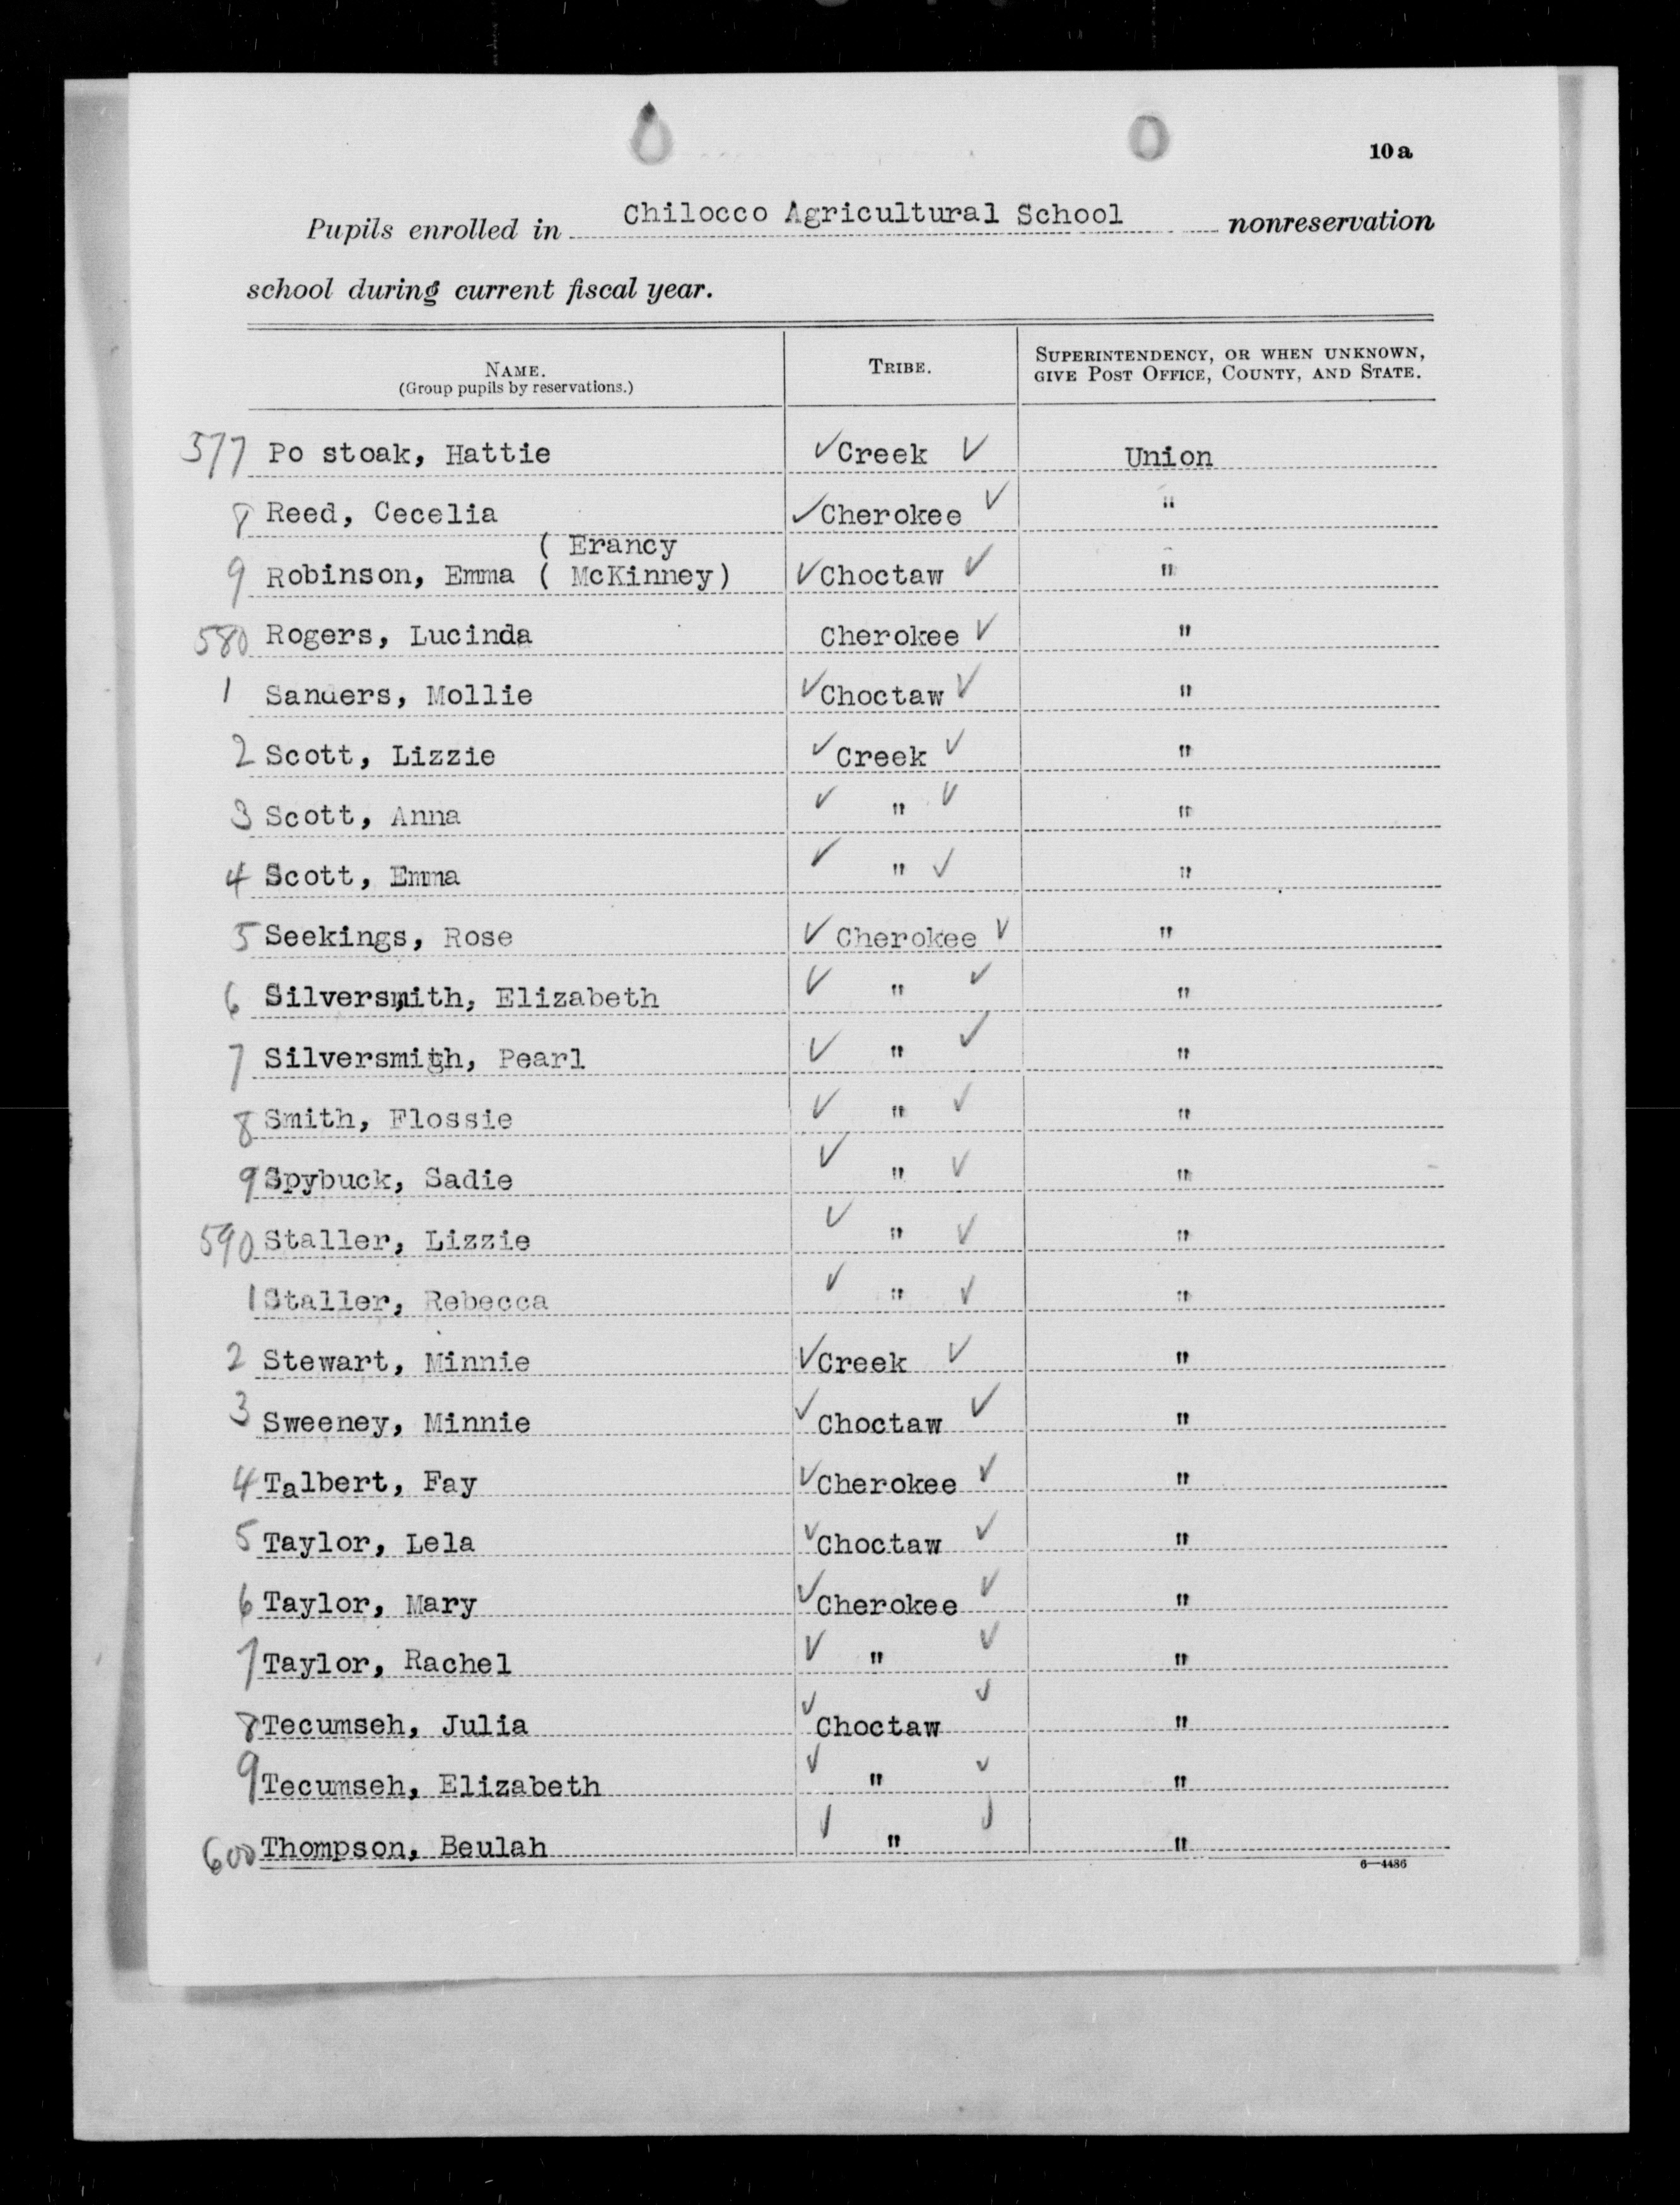 10a
Pupils enrolled in Chilocco Agricultural School nonreservation
school during current fiscal year.
NAME. (Group pupils by reservations.) TRIBE. SUPERINTENDENCY, OR WHEN UNKNOWN, GIVE POST OFFICE, COUNTY, AND STATE.
577 Po stoak, Hattie ✓Creek ✓ Union
8 Reed, Cecelia ✓Cherokee ✓ "
( Erancy
9 Robinson, Emma ( McKinney) ✓Choctaw ✓ "
580 Rogers, Lucinda Cherokee ✓ "
1 Sanders, Mollie ✓Choctaw ✓ "
2 Scott, Lizzie ✓Creek ✓ "
3 Scott, Anna ✓ " ✓ "
4 Scott, Emma ✓ " ✓ "
5 Seekings, Rose ✓ Cherokee ✓ "
6 Silversmith, Elizabeth ✓ " ✓ "
7 Silversmith, Pearl ✓ " ✓ "
8 Smith, Flossie ✓ " ✓ "
9 Spybuck, Sadie ✓ " ✓ "
590 Staller, Lizzie ✓ " ✓ "
1 Staller, Rebecca ✓ " ✓ "
2 Stewart, Minnie ✓Creek ✓ "
3 Sweeney, Minnie ✓Choctaw ✓ "
4 Talbert, Fay ✓Cherokee ✓ "
5 Taylor, Lela ✓Choctaw ✓ "
6 Taylor, Mary ✓Cherokee ✓ "
7 Taylor, Rachel ✓ " ✓ "
8 Tecumseh, Julia ✓Choctaw ✓ "
9 Tecumseh, Elizabeth ✓ " ✓ "
600 Thompson, Beulah ✓ " ✓ "
6—4486